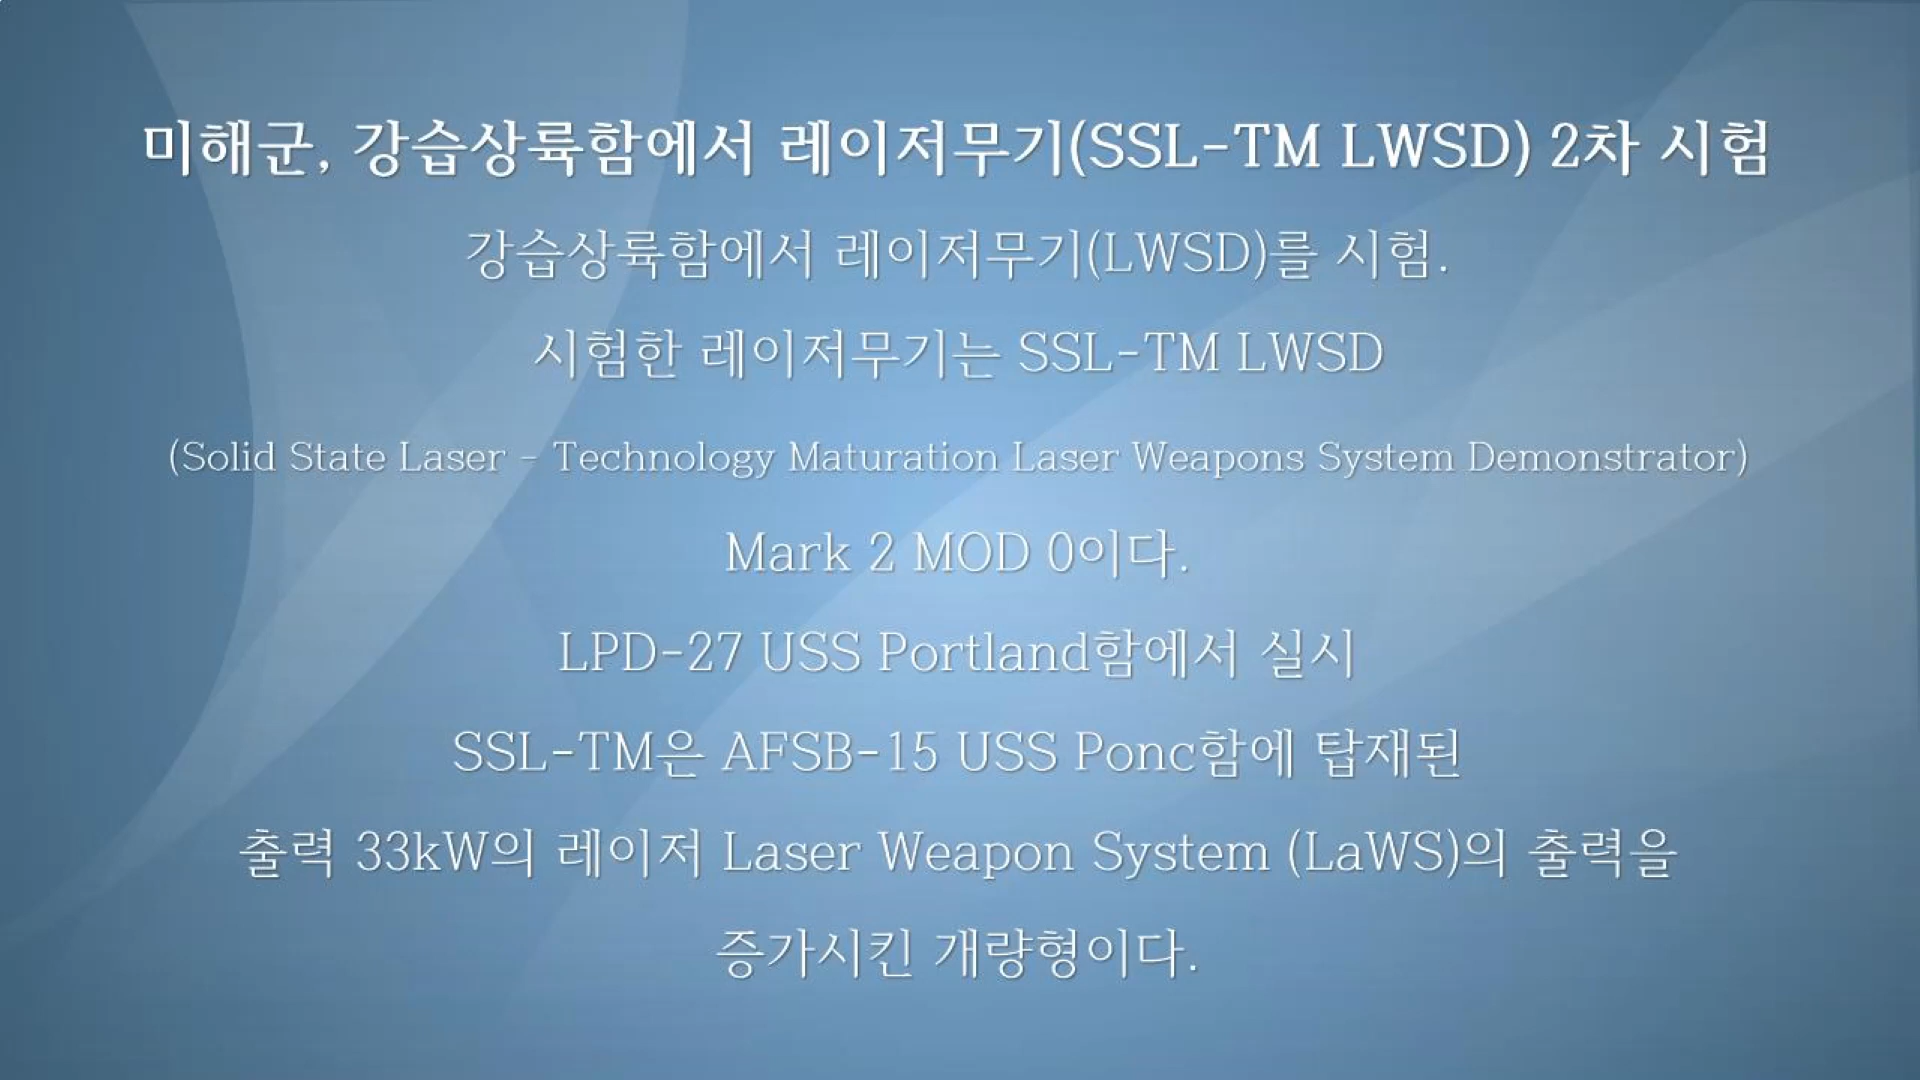 미해군, 강습상륙함에서 레이저무기(SSL-TM LWSD) 2차 시험
강습상륙함에서 레이저무기(LWSD)를 시험.
시험한 레이저무기는 SSL-TM LWSD
(Solid State Laser - Technology Maturation Laser Weapons System Demonstrator)
Mark 2 MOD 0이다.
LPD-27 USS Portland함에서 실시
SSL-TM은 AFSB-15 USS Ponc함에 탑재된
출력 33kW의 레이저 Laser Weapon System (LaWS)의 출력을
증가시킨 개량형이다.